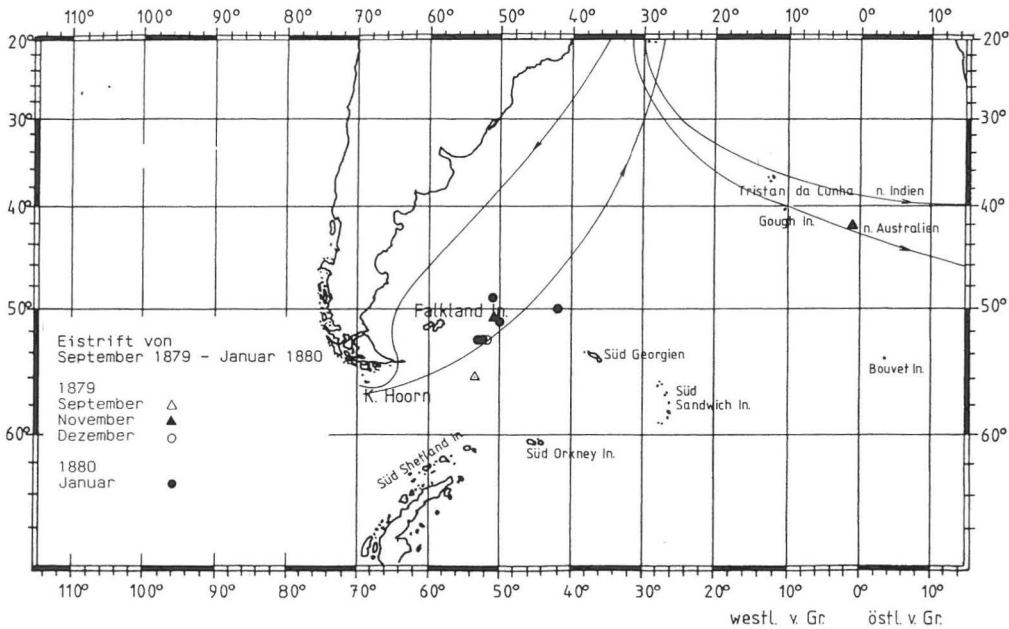 110° 100° 90° 80° 70° 60° 50° 40° 30° 20° 10° 0° 10°
20° 20°
30° 30°
Tristan da Cunha n. Indien
40° 40°
Gough In. n. Australien
50° Falkland In. 50°
Eistrift von
September 1879 - Januar 1880
Süd Georgien
Bouvet In.
K. Hoorn
Süd
Sandwich In.
1879
September
November
Dezember
60° 60°
Süd Shetland In.
Süd Orkney In.
1880
Januar
110° 100° 90° 80° 70° 60° 50° 40° 30° 20° 10° 0° 10°
westl. v. Gr. östl. v. Gr.